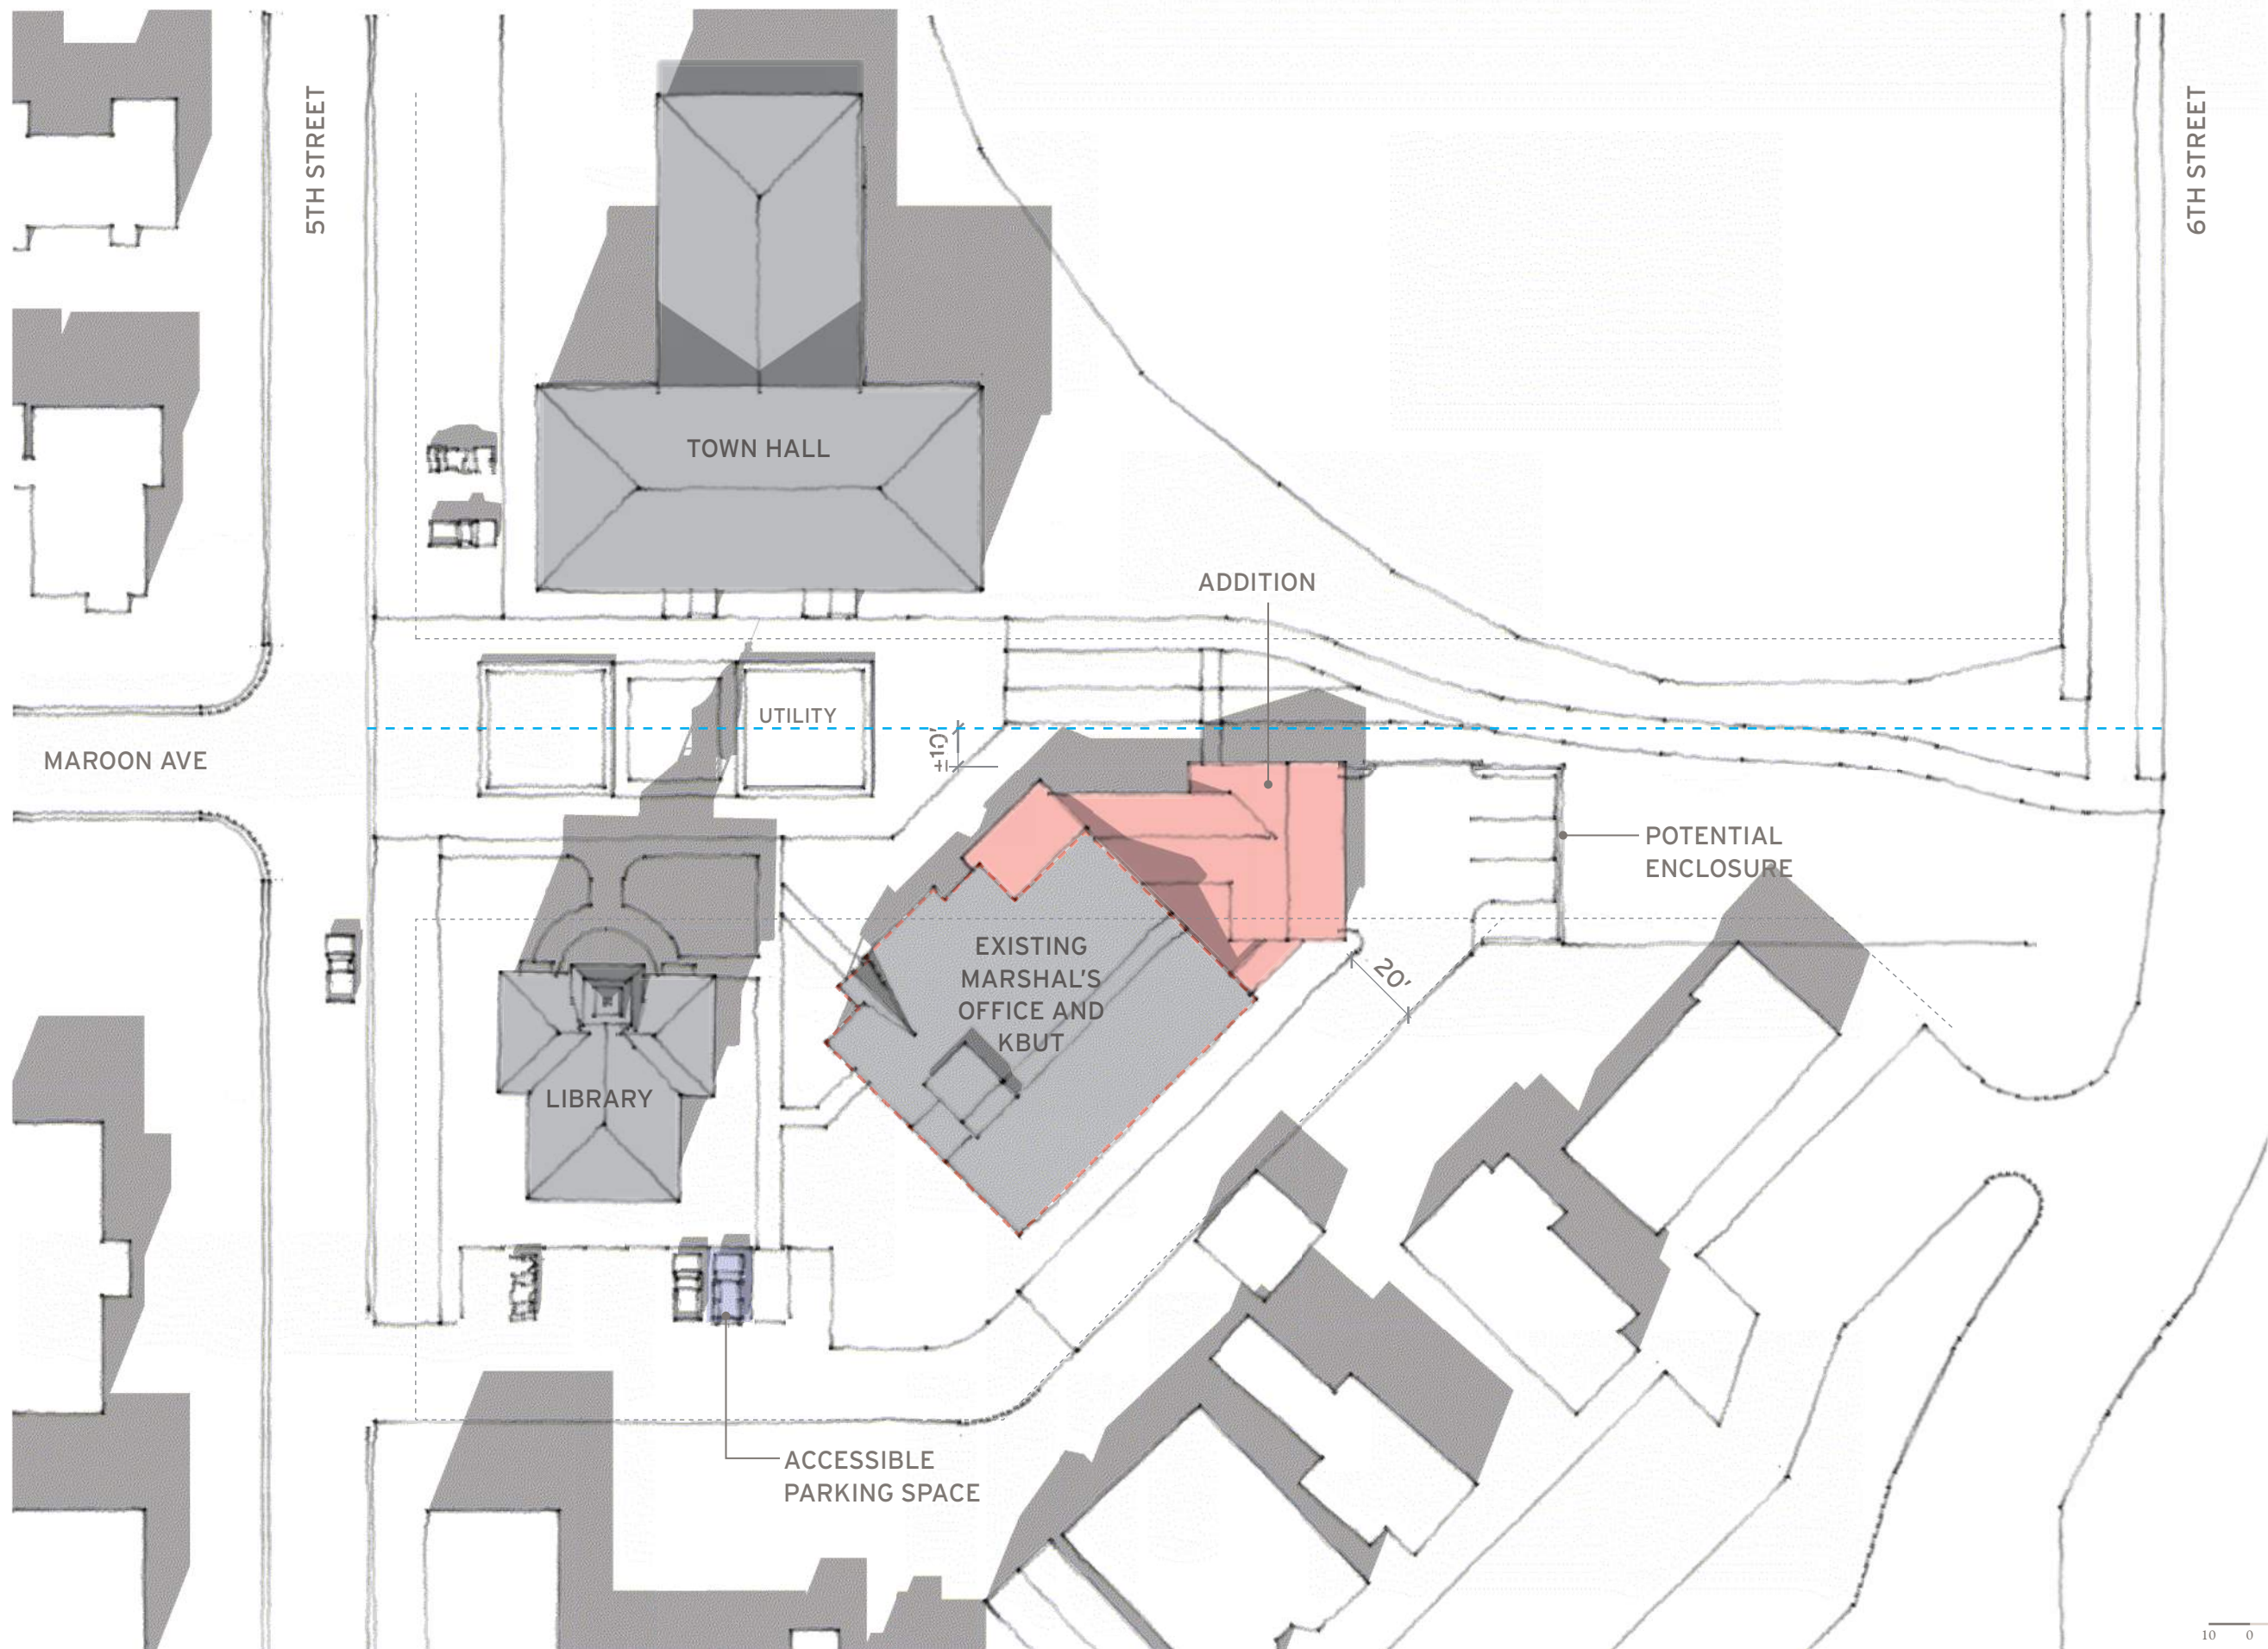 5TH STREET
6TH STREET
TOWN HALL
ADDITION
UTILITY
±10'
MAROON AVE
POTENTIAL
ENCLOSURE
EXISTING
MARSHAL'S
OFFICE AND
KBUT
20'
LIBRARY
ACCESSIBLE
PARKING SPACE
10 0